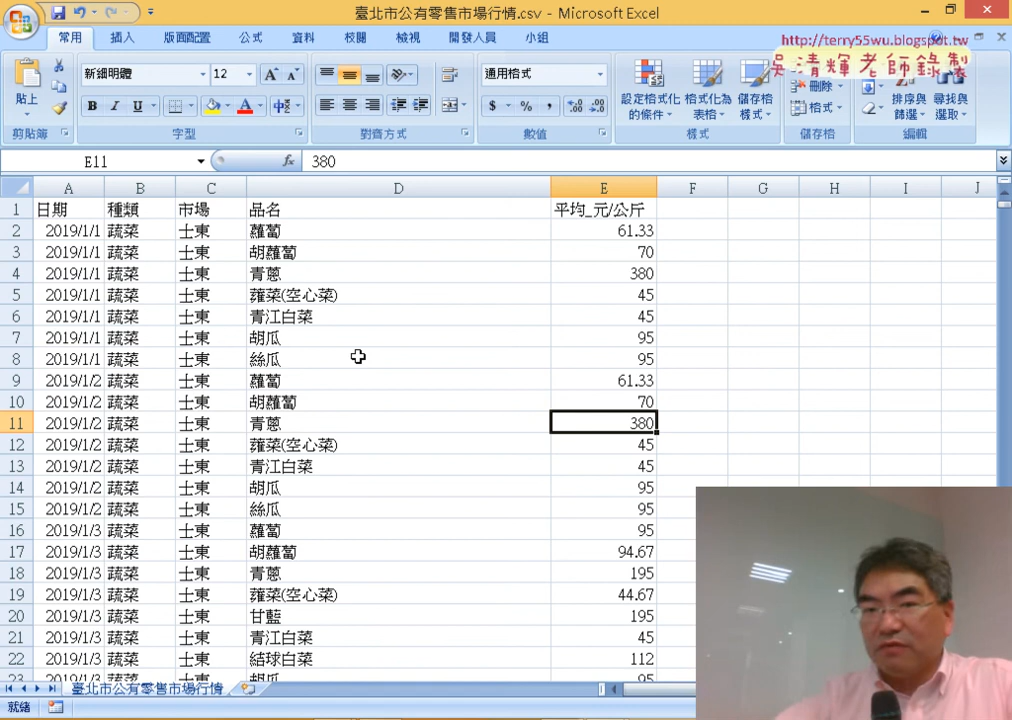 臺北市公有零售市場行情.csv - Microsoft Excel
常用 插入 版面配置 公式 資料 校閱 檢視 開發人員 小組
http://terry55wu.blogspot.tw
吳清輝老師錄製
新細明體 12 通用格式
貼上 B I U A 中 $ % , 設定格式化的條件 格式化為表格 儲存格樣式 刪除 格式 排序與篩選 尋找與選取
剪貼簿 字型 對齊方式 數值 樣式 儲存格 編輯
E11 fx 380
A B C D E F G H I J
1 日期 種類 市場 品名 平均_元/公斤
2 2019/1/1 蔬菜 士東 蘿蔔 61.33
3 2019/1/1 蔬菜 士東 胡蘿蔔 70
4 2019/1/1 蔬菜 士東 青蔥 380
5 2019/1/1 蔬菜 士東 蕹菜(空心菜) 45
6 2019/1/1 蔬菜 士東 青江白菜 45
7 2019/1/1 蔬菜 士東 胡瓜 95
8 2019/1/1 蔬菜 士東 絲瓜 95
9 2019/1/2 蔬菜 士東 蘿蔔 61.33
10 2019/1/2 蔬菜 士東 胡蘿蔔 70
11 2019/1/2 蔬菜 士東 青蔥 380
12 2019/1/2 蔬菜 士東 蕹菜(空心菜) 45
13 2019/1/2 蔬菜 士東 青江白菜 45
14 2019/1/2 蔬菜 士東 胡瓜 95
15 2019/1/2 蔬菜 士東 絲瓜 95
16 2019/1/3 蔬菜 士東 蘿蔔 95
17 2019/1/3 蔬菜 士東 胡蘿蔔 94.67
18 2019/1/3 蔬菜 士東 青蔥 195
19 2019/1/3 蔬菜 士東 蕹菜(空心菜) 44.67
20 2019/1/3 蔬菜 士東 甘藍 195
21 2019/1/3 蔬菜 士東 青江白菜 45
22 2019/1/3 蔬菜 士東 結球白菜 112
23 2019/1/3 蔬菜 士東 胡瓜 95
臺北市公有零售市場行情
就緒